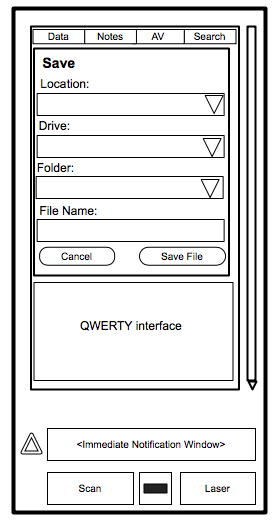 Data Notes AV Search
Save
Location:
Drive:
Folder:
File Name:
Cancel Save File
QWERTY interface
<Immediate Notification Window>
Scan Laser